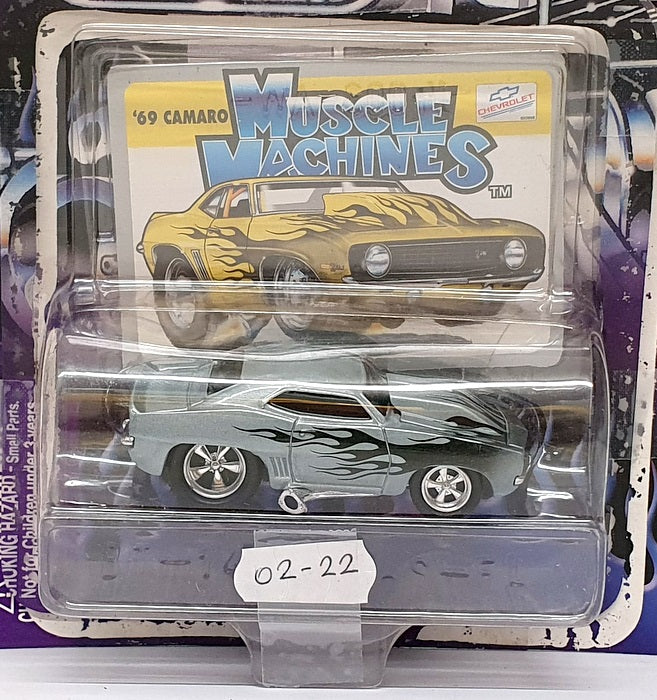 '69 CAMARO
MUSCLE
MACHINES
TM
CHEVROLET
CHOKING HAZARD - Small Parts.
Not for Children under 3 years
02-22